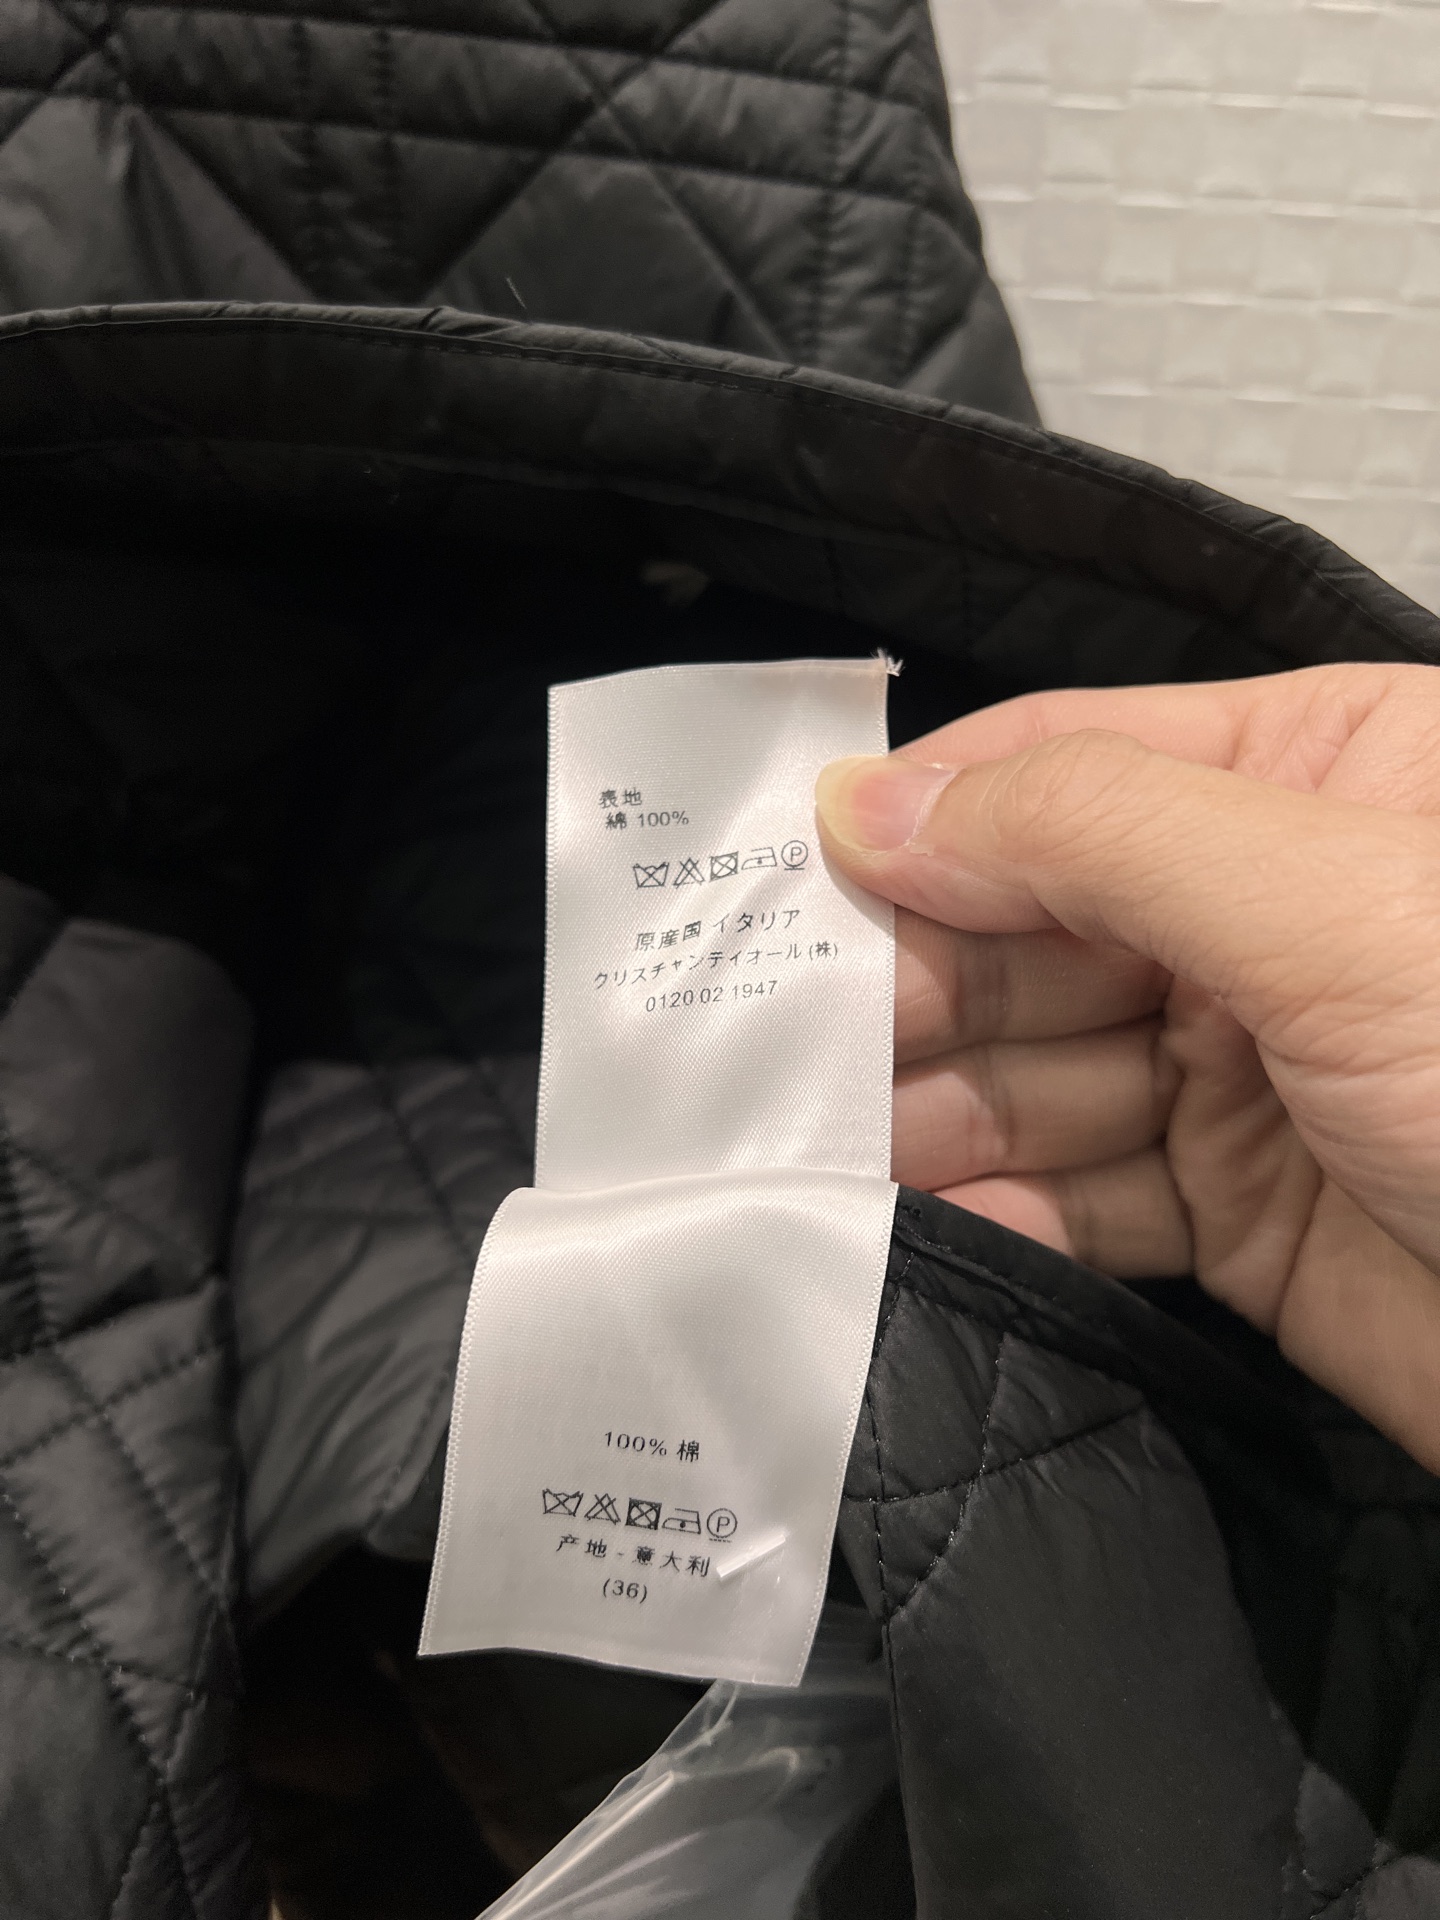 表地
綿 100%
P
原産国 イタリア
クリスチャンディオール (株)
0120 02 1947
100% 棉
P
产地 - 意大利
(36)